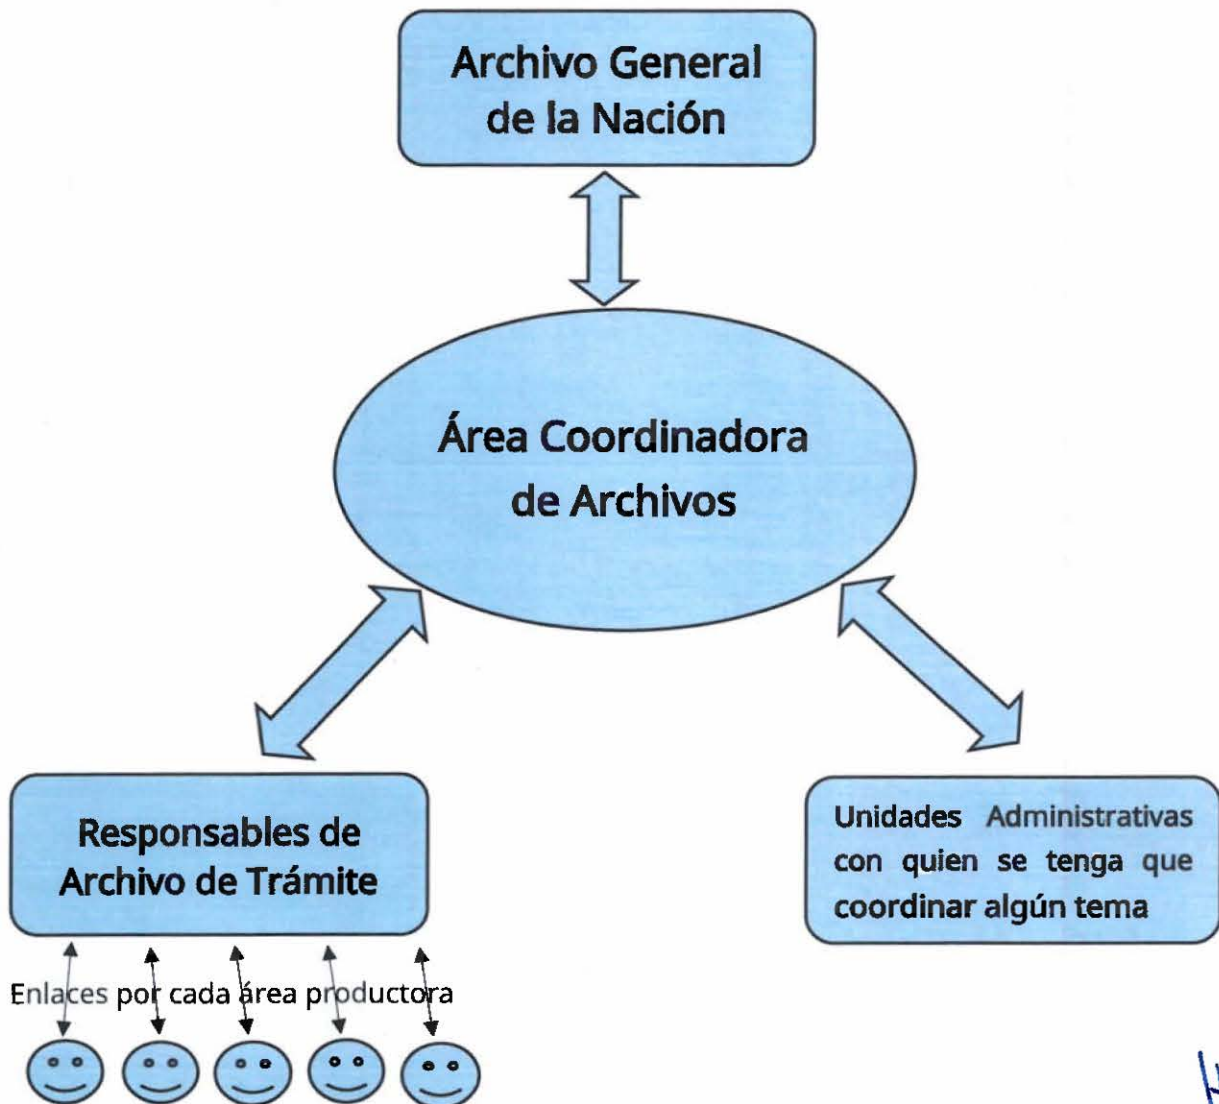 Archivo General
de la Nación
Área Coordinadora
de Archivos
Responsables de
Archivo de Trámite
Unidades Administrativas
con quien se tenga que
coordinar algún tema
Enlaces por cada área productora